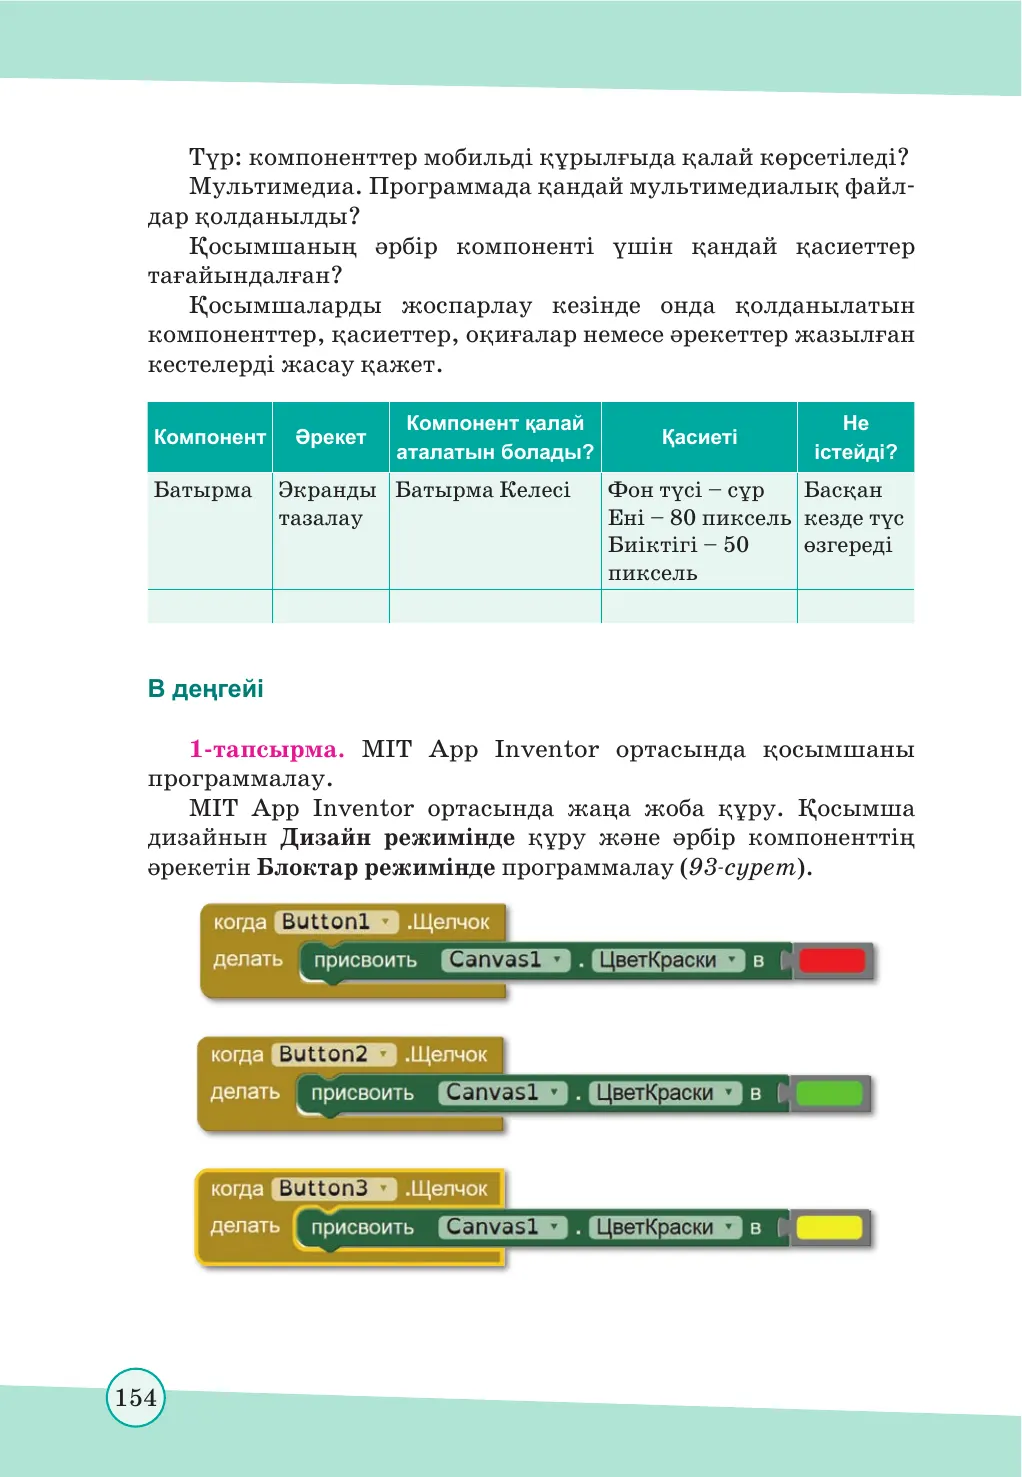 Түр: компоненттер мобильді құрылғыда қалай көрсетіледі?
Мультимедиа. Программада қандай мультимедиалық файл-
дар қолданылды?
Қосымшаның әрбір компоненті үшін қандай қасиеттер
тағайындалған?
Қосымшаларды жоспарлау кезінде онда қолданылатын
компоненттер, қасиеттер, оқиғалар немесе әрекеттер жазылған
кестелерді жасау қажет.
Компонент
Әрекет
Компонент қалай
аталатын болады?
Қасиеті
Не
істейді?
Батырма
Экранды
тазалау
Батырма Келесі
Фон түсі – сұр
Ені – 80 пиксель
Биіктігі – 50
пиксель
Басқан
кезде түс
өзгереді
В деңгейі
1-тапсырма. MIT App Inventor ортасында қосымшаны
программалау.
MIT App Inventor ортасында жаңа жоба құру. Қосымша
дизайнын Дизайн режимінде құру және әрбір компоненттің
әрекетін Блоктар режимінде программалау (93-сурет).
когда Button1 .Щелчок
делать присвоить Canvas1 . ЦветКраски в
когда Button2 .Щелчок
делать присвоить Canvas1 . ЦветКраски в
когда Button3 .Щелчок
делать присвоить Canvas1 . ЦветКраски в
154